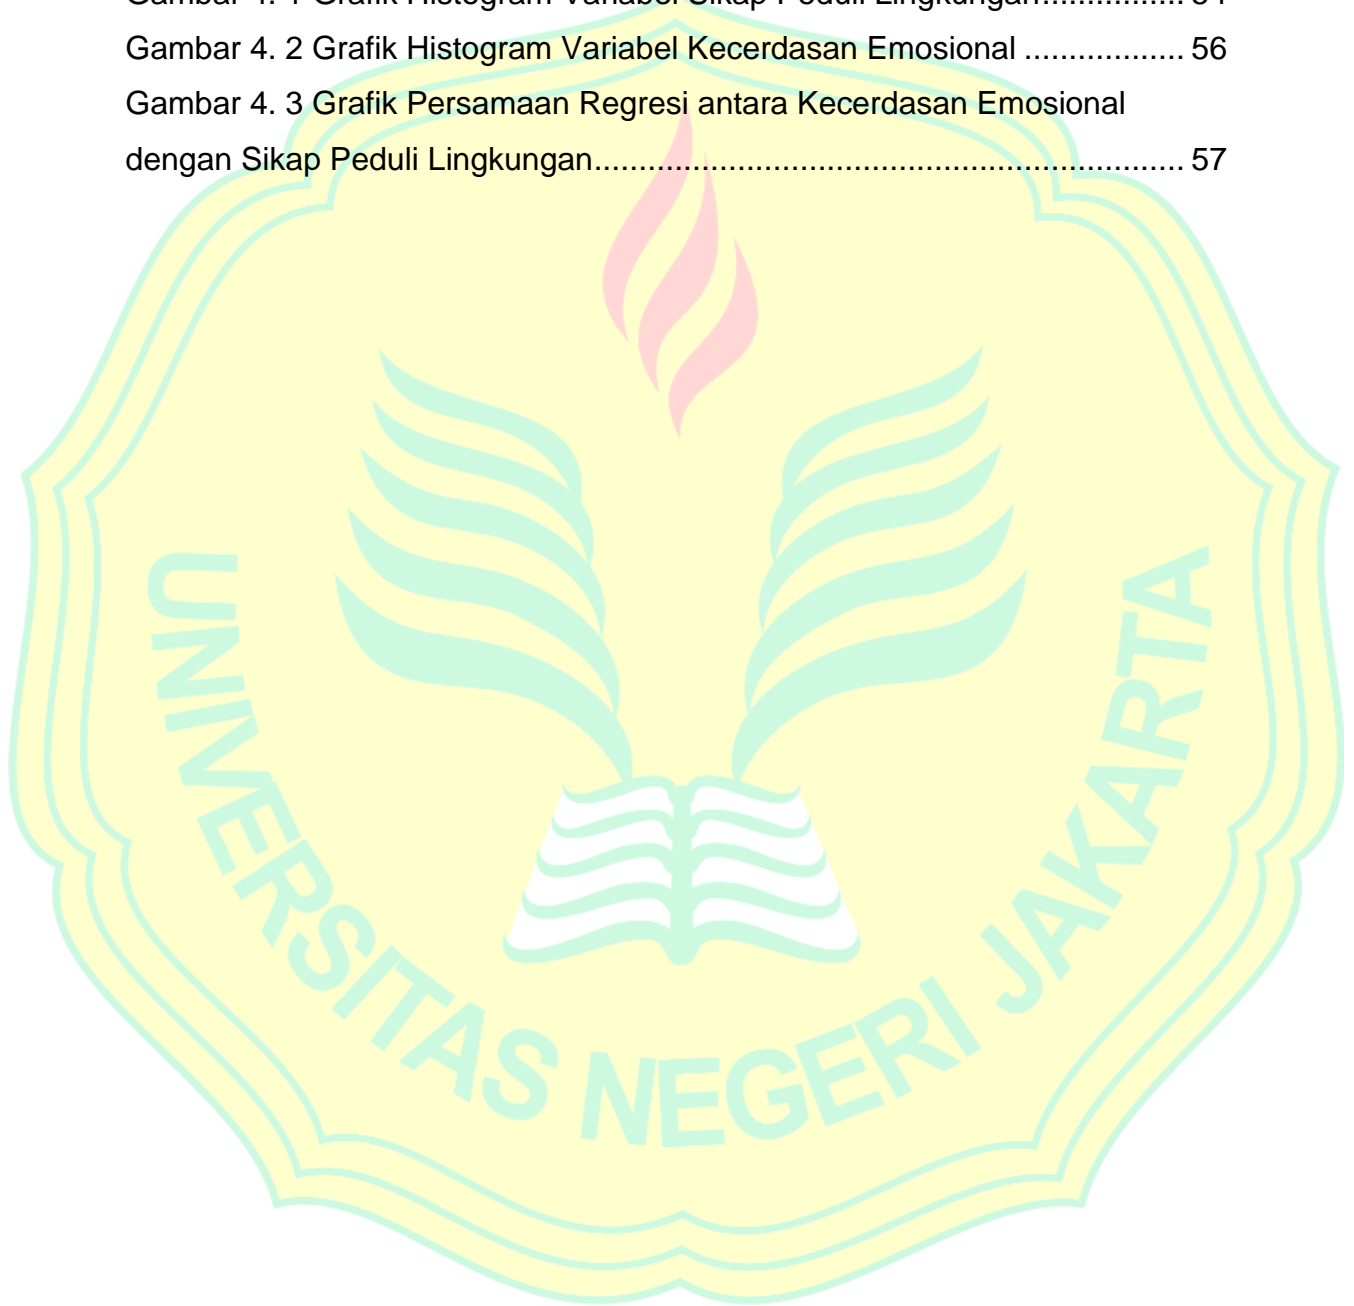 Gambar 4. 1 Grafik Histogram Variabel Sikap Peduli Lingkungan................
Gambar 4. 2 Grafik Histogram Variabel Kecerdasan Emosional ................. 56
Gambar 4. 3 Grafik Persamaan Regresi antara Kecerdasan Emosional
dengan Sikap Peduli Lingkungan................................................................. 57
UNIVERSITAS NEGERI JAKARTA